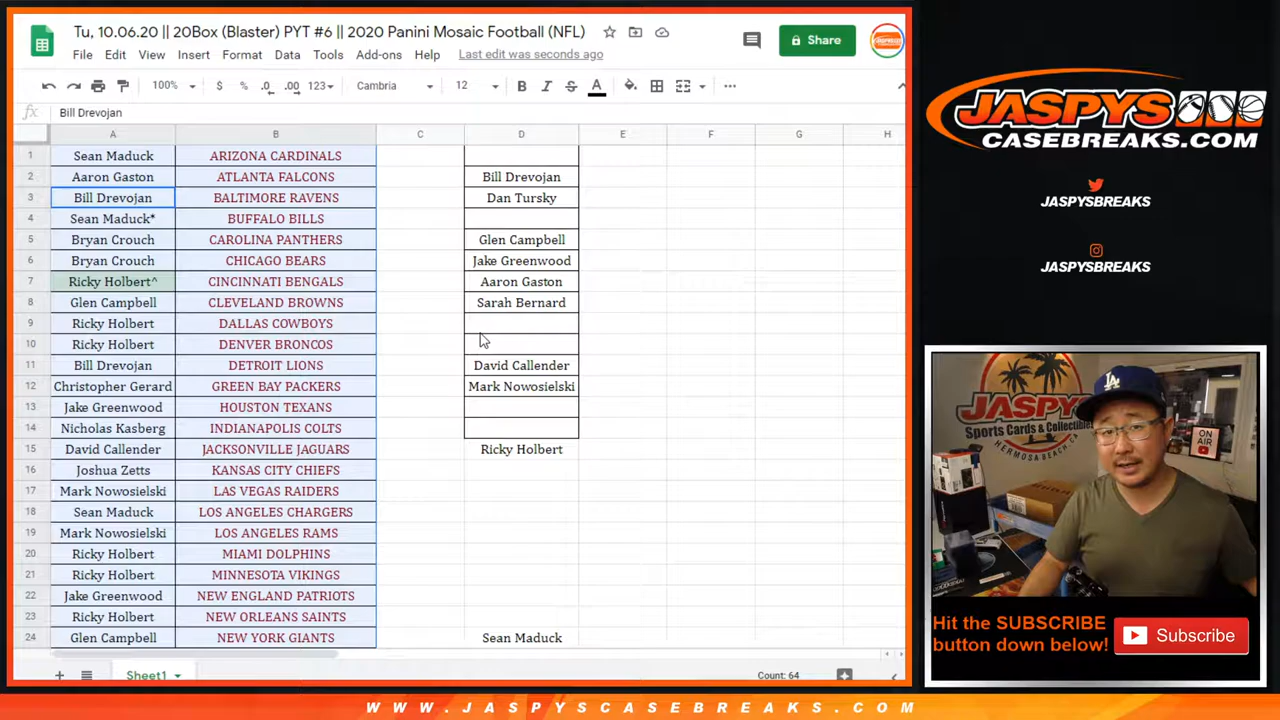 Tu, 10.06.20 || 20Box (Blaster) PYT #6 || 2020 Panini Mosaic Football (NFL)
File Edit View Insert Format Data Tools Add-ons Help Last edit was seconds ago
Share
100% $ % .0 .00 123 Cambria 12 B I S A
fx Bill Drevojan
A B C D E F G H
1 Sean Maduck ARIZONA CARDINALS
2 Aaron Gaston ATLANTA FALCONS Bill Drevojan
3 Bill Drevojan BALTIMORE RAVENS Dan Tursky
4 Sean Maduck* BUFFALO BILLS
5 Bryan Crouch CAROLINA PANTHERS Glen Campbell
6 Bryan Crouch CHICAGO BEARS Jake Greenwood
7 Ricky Holbert^ CINCINNATI BENGALS Aaron Gaston
8 Glen Campbell CLEVELAND BROWNS Sarah Bernard
9 Ricky Holbert DALLAS COWBOYS
10 Ricky Holbert DENVER BRONCOS
11 Bill Drevojan DETROIT LIONS David Callender
12 Christopher Gerard GREEN BAY PACKERS Mark Nowosielski
13 Jake Greenwood HOUSTON TEXANS
14 Nicholas Kasberg INDIANAPOLIS COLTS
15 David Callender JACKSONVILLE JAGUARS Ricky Holbert
16 Joshua Zetts KANSAS CITY CHIEFS
17 Mark Nowosielski LAS VEGAS RAIDERS
18 Sean Maduck LOS ANGELES CHARGERS
19 Mark Nowosielski LOS ANGELES RAMS
20 Ricky Holbert MIAMI DOLPHINS
21 Ricky Holbert MINNESOTA VIKINGS
22 Jake Greenwood NEW ENGLAND PATRIOTS
23 Ricky Holbert NEW ORLEANS SAINTS
24 Glen Campbell NEW YORK GIANTS Sean Maduck
Sheet1 Count: 64
JASPYS
CASEBREAKS.COM
JASPYSBREAKS
JASPYSBREAKS
JASPYS
Sports Cards & Collectibles
HERMOSA BEACH
ON AIR
LA
Hit the SUBSCRIBE
button down below!
Subscribe
WWW.JASPYSCASEBREAKS.COM